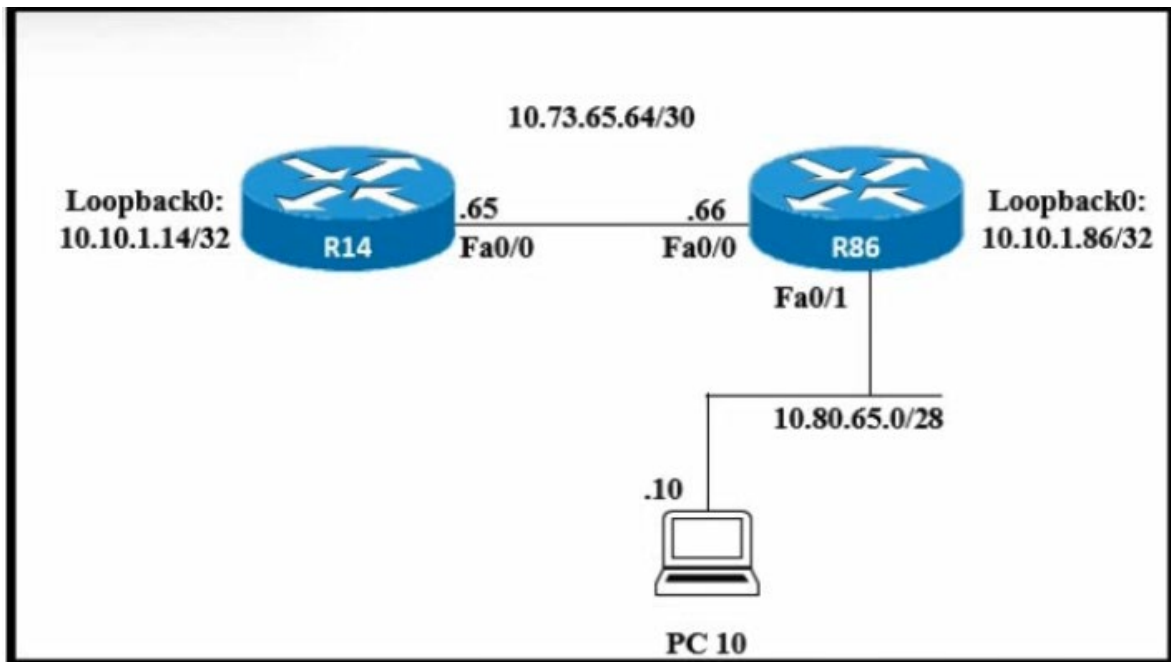 10.73.65.64/30
Loopback0:
10.10.1.14/32
R14
.65
Fa0/0
.66
Fa0/0
R86
Loopback0:
10.10.1.86/32
Fa0/1
10.80.65.0/28
.10
PC 10